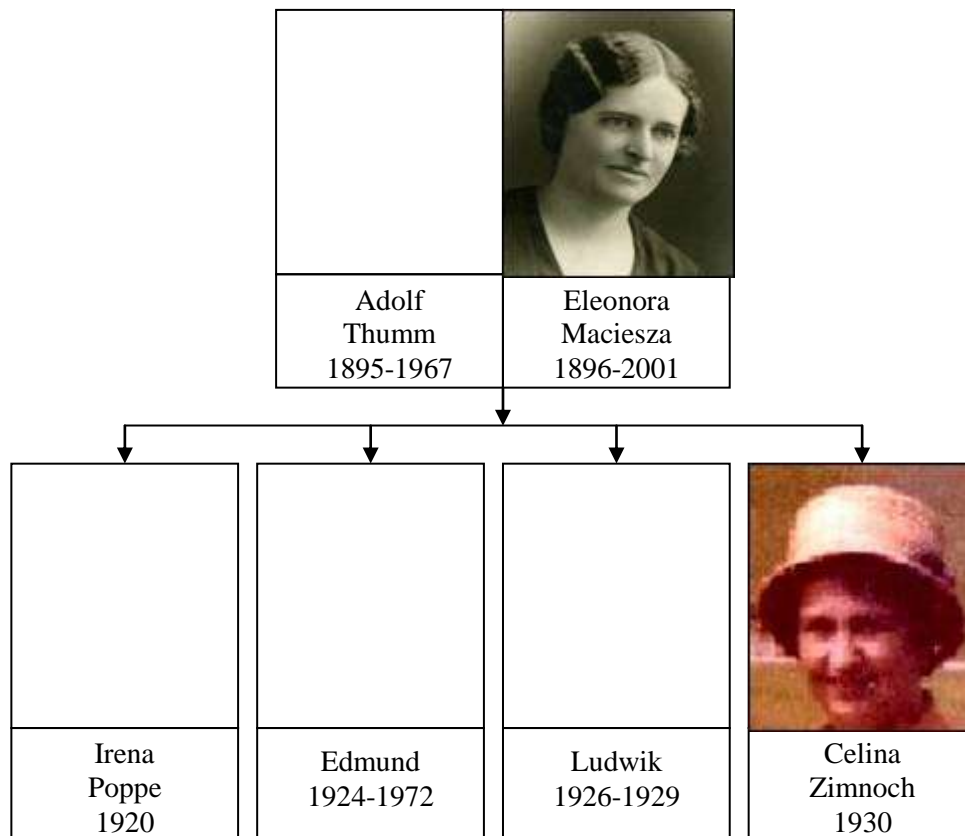 Adolf
Thumm
1895-1967
Eleonora
Maciesza
1896-2001
Irena
Poppe
1920
Edmund
1924-1972
Ludwik
1926-1929
Celina
Zimnoch
1930